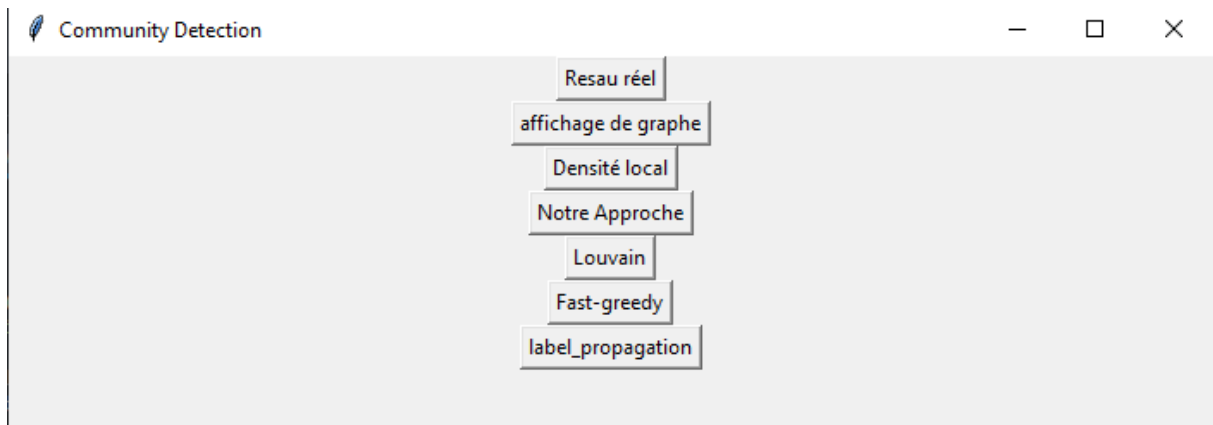 Community Detection
Resau réel
affichage de graphe
Densité local
Notre Approche
Louvain
Fast-greedy
label_propagation